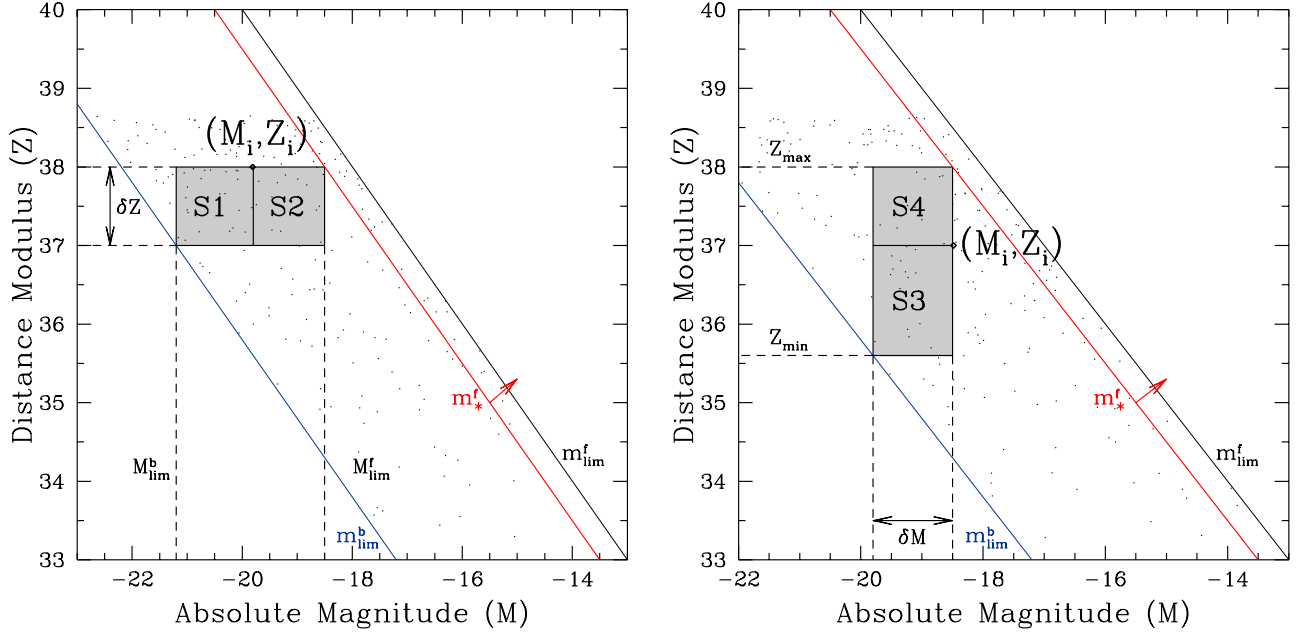 40
39
38
37
36
35
34
33
Distance Modulus (Z)
(M_i,Z_i)
S1
S2
δZ
M^b_lim
M^f_lim
m^b_lim
m^f_*
m^f_lim
−22
−20
−18
−16
−14
Absolute Magnitude (M)
40
39
38
37
36
35
34
33
Distance Modulus (Z)
Z_max
S4
(M_i,Z_i)
S3
Z_min
m^f_*
m^f_lim
δM
m^b_lim
−22
−20
−18
−16
−14
Absolute Magnitude (M)